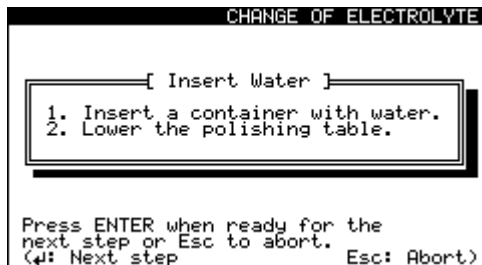 CHANGE OF ELECTROLYTE
[ Insert Water ]
1. Insert a container with water.
2. Lower the polishing table.
Press ENTER when ready for the
next step or Esc to abort.
(↵: Next step Esc: Abort)